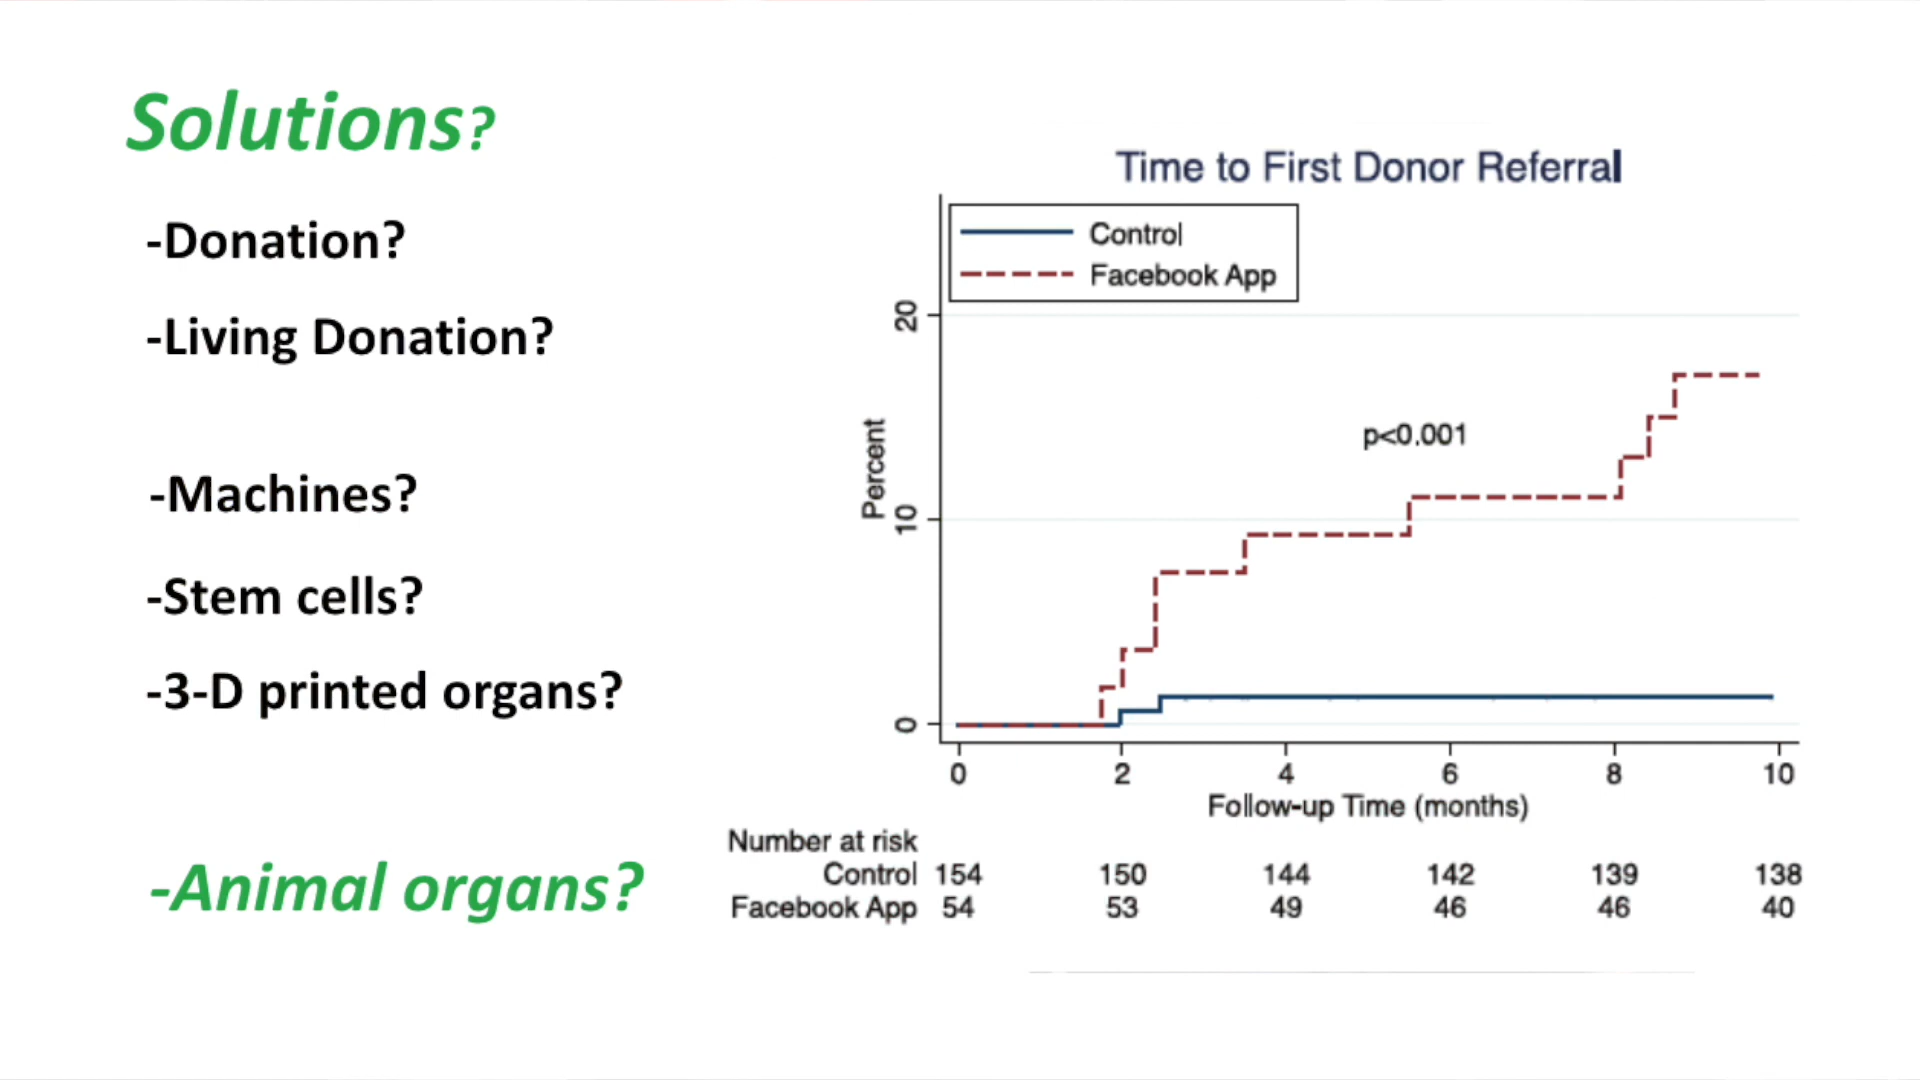 Solutions?
-Donation?
-Living Donation?
-Machines?
-Stem cells?
-3-D printed organs?
-Animal organs?
Time to First Donor Referral
Control
Facebook App
Percent
20
10
0
p<0.001
0 2 4 6 8 10
Follow-up Time (months)
Number at risk
Control 154 150 144 142 139 138
Facebook App 54 53 49 46 46 40